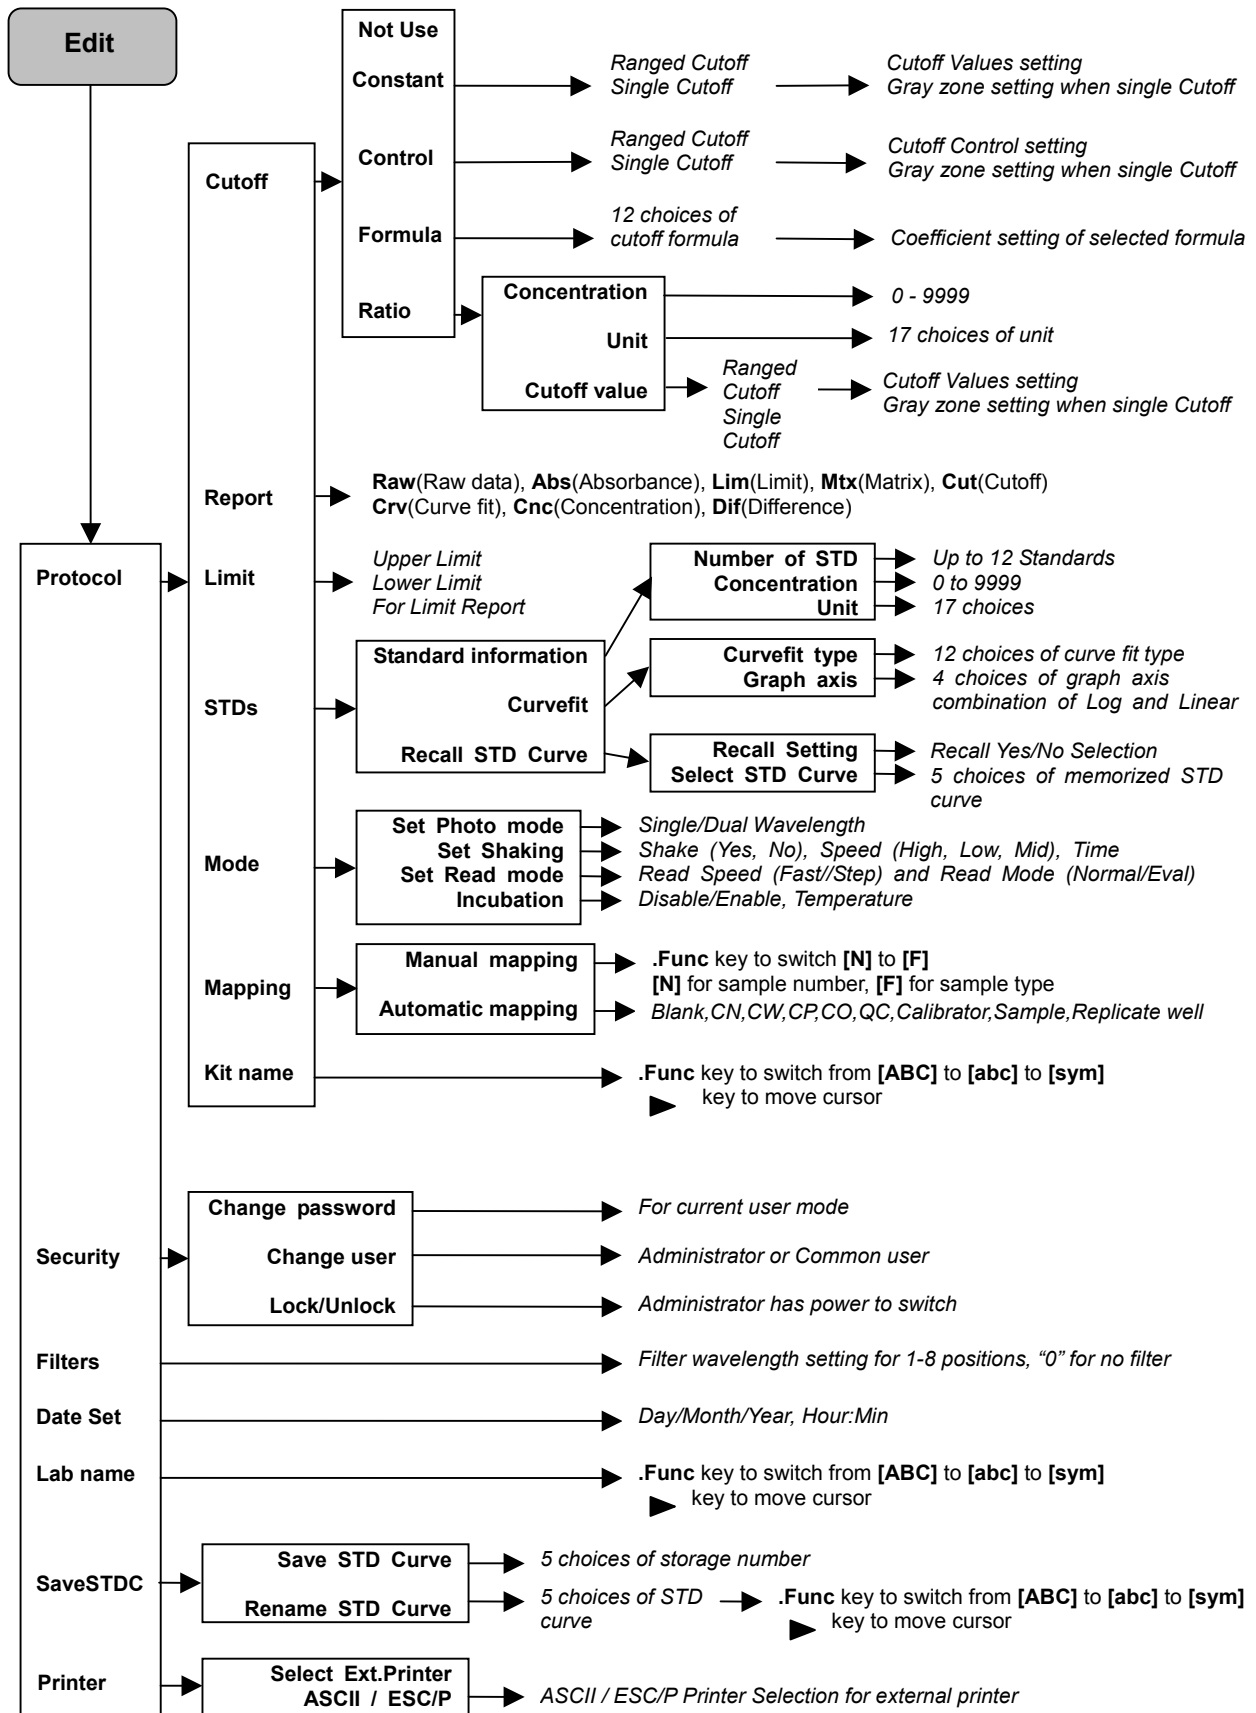 Edit
Not Use
Constant
Ranged Cutoff
Single Cutoff
Cutoff Values setting
Gray zone setting when single Cutoff
Control
Ranged Cutoff
Single Cutoff
Cutoff Control setting
Gray zone setting when single Cutoff
Cutoff
Formula
12 choices of
cutoff formula
Coefficient setting of selected formula
Ratio
Concentration
0 - 9999
Unit
17 choices of unit
Cutoff value
Ranged
Cutoff
Single
Cutoff
Cutoff Values setting
Gray zone setting when single Cutoff
Report
Raw(Raw data), Abs(Absorbance), Lim(Limit), Mtx(Matrix), Cut(Cutoff)
Crv(Curve fit), Cnc(Concentration), Dif(Difference)
Protocol
Limit
Upper Limit
Lower Limit
For Limit Report
Number of STD
Up to 12 Standards
Concentration
0 to 9999
Unit
17 choices
STDs
Standard information
Curvefit
Recall STD Curve
Curvefit type
12 choices of curve fit type
Graph axis
4 choices of graph axis
combination of Log and Linear
Recall Setting
Recall Yes/No Selection
Select STD Curve
5 choices of memorized STD
curve
Mode
Set Photo mode
Single/Dual Wavelength
Set Shaking
Shake (Yes, No), Speed (High, Low, Mid), Time
Set Read mode
Read Speed (Fast//Step) and Read Mode (Normal/Eval)
Incubation
Disable/Enable, Temperature
Mapping
Manual mapping
.Func key to switch [N] to [F]
[N] for sample number, [F] for sample type
Automatic mapping
Blank,CN,CW,CP,CO,QC,Calibrator,Sample,Replicate well
Kit name
.Func key to switch from [ABC] to [abc] to [sym]
key to move cursor
Security
Change password
For current user mode
Change user
Administrator or Common user
Lock/Unlock
Administrator has power to switch
Filters
Filter wavelength setting for 1-8 positions, “0” for no filter
Date Set
Day/Month/Year, Hour:Min
Lab name
.Func key to switch from [ABC] to [abc] to [sym]
key to move cursor
SaveSTDC
Save STD Curve
5 choices of storage number
Rename STD Curve
5 choices of STD
curve
.Func key to switch from [ABC] to [abc] to [sym]
key to move cursor
Printer
Select Ext.Printer
ASCII / ESC/P
ASCII / ESC/P Printer Selection for external printer